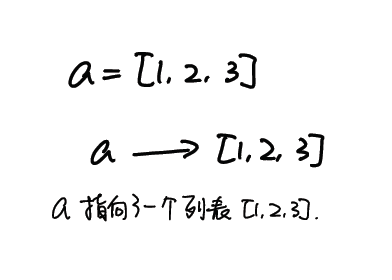 a = [1, 2, 3]
a → [1, 2, 3]
a 指向了一个列表 [1, 2, 3].